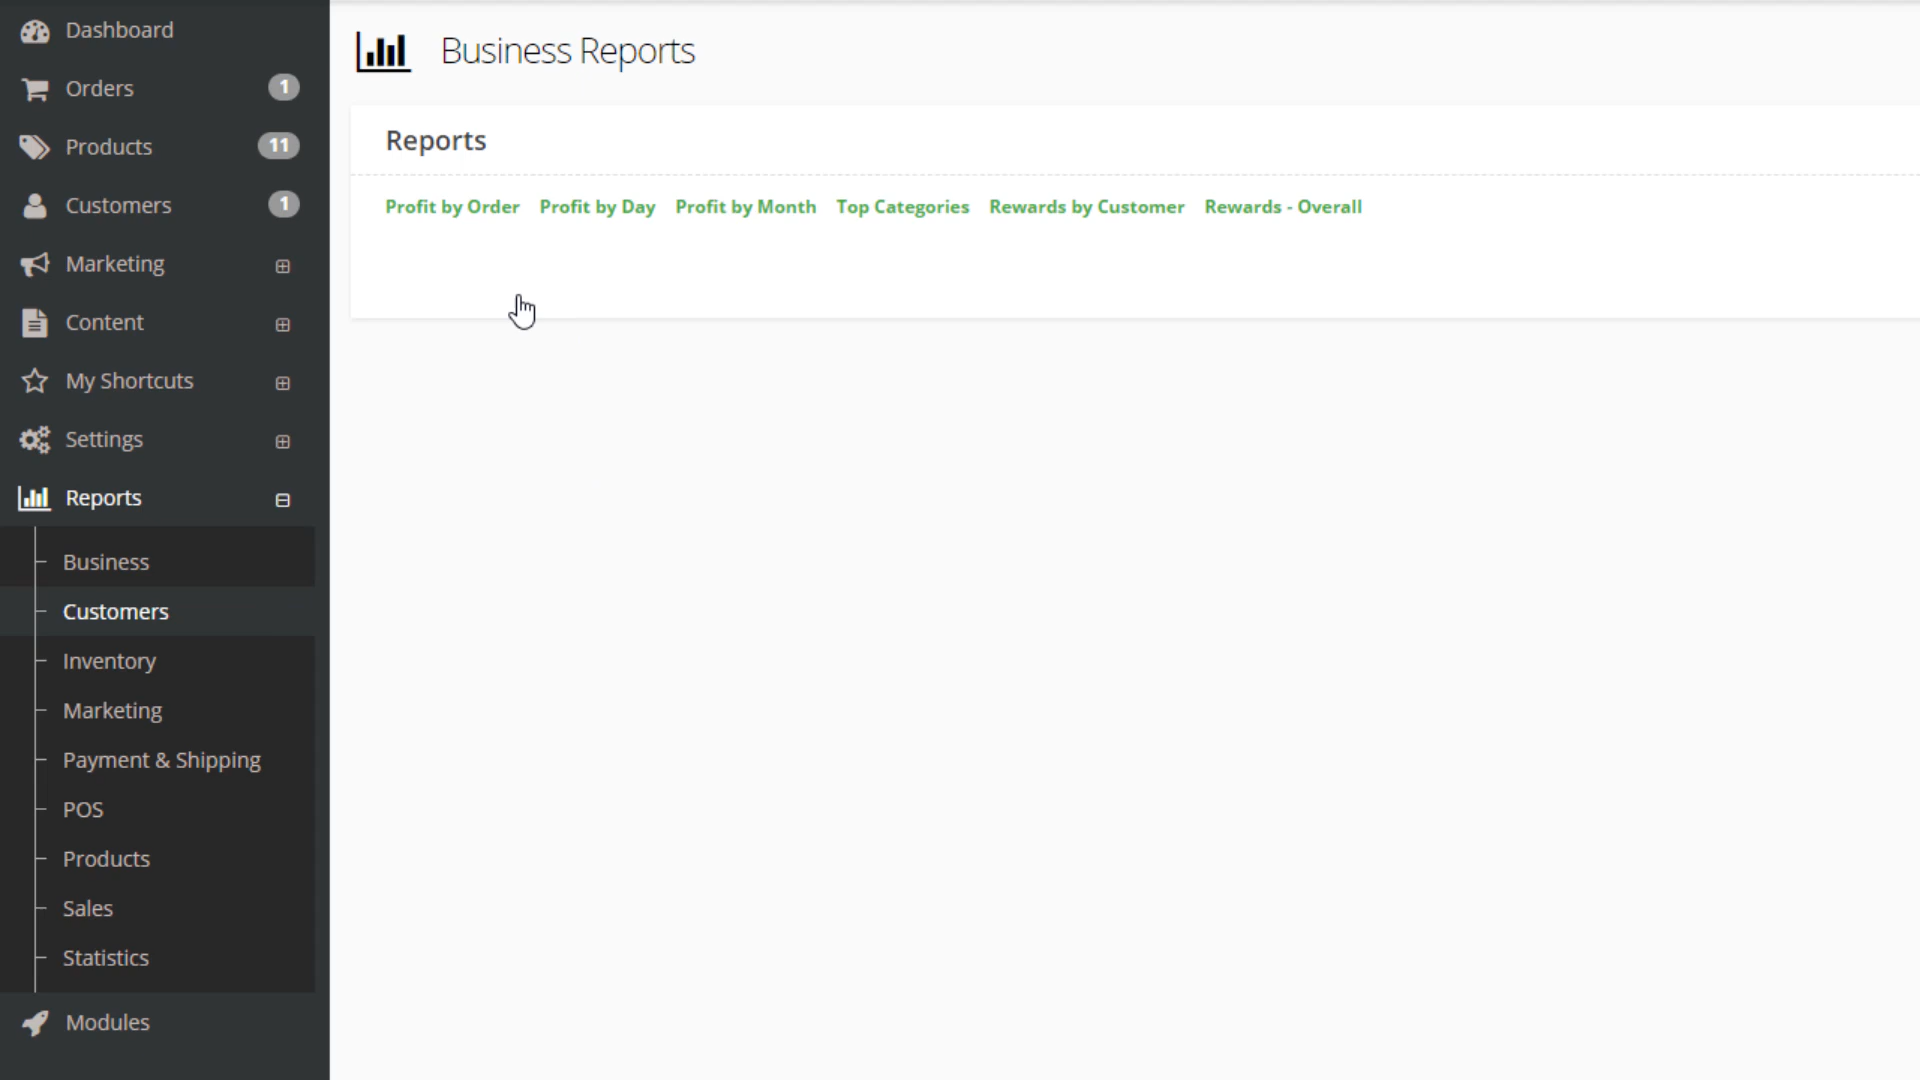 Dashboard
Orders 1
Products 11
Customers 1
Marketing
Content
My Shortcuts
Settings
Reports
Business
Customers
Inventory
Marketing
Payment & Shipping
POS
Products
Sales
Statistics
Modules
Business Reports
Reports
Profit by Order Profit by Day Profit by Month Top Categories Rewards by Customer Rewards - Overall